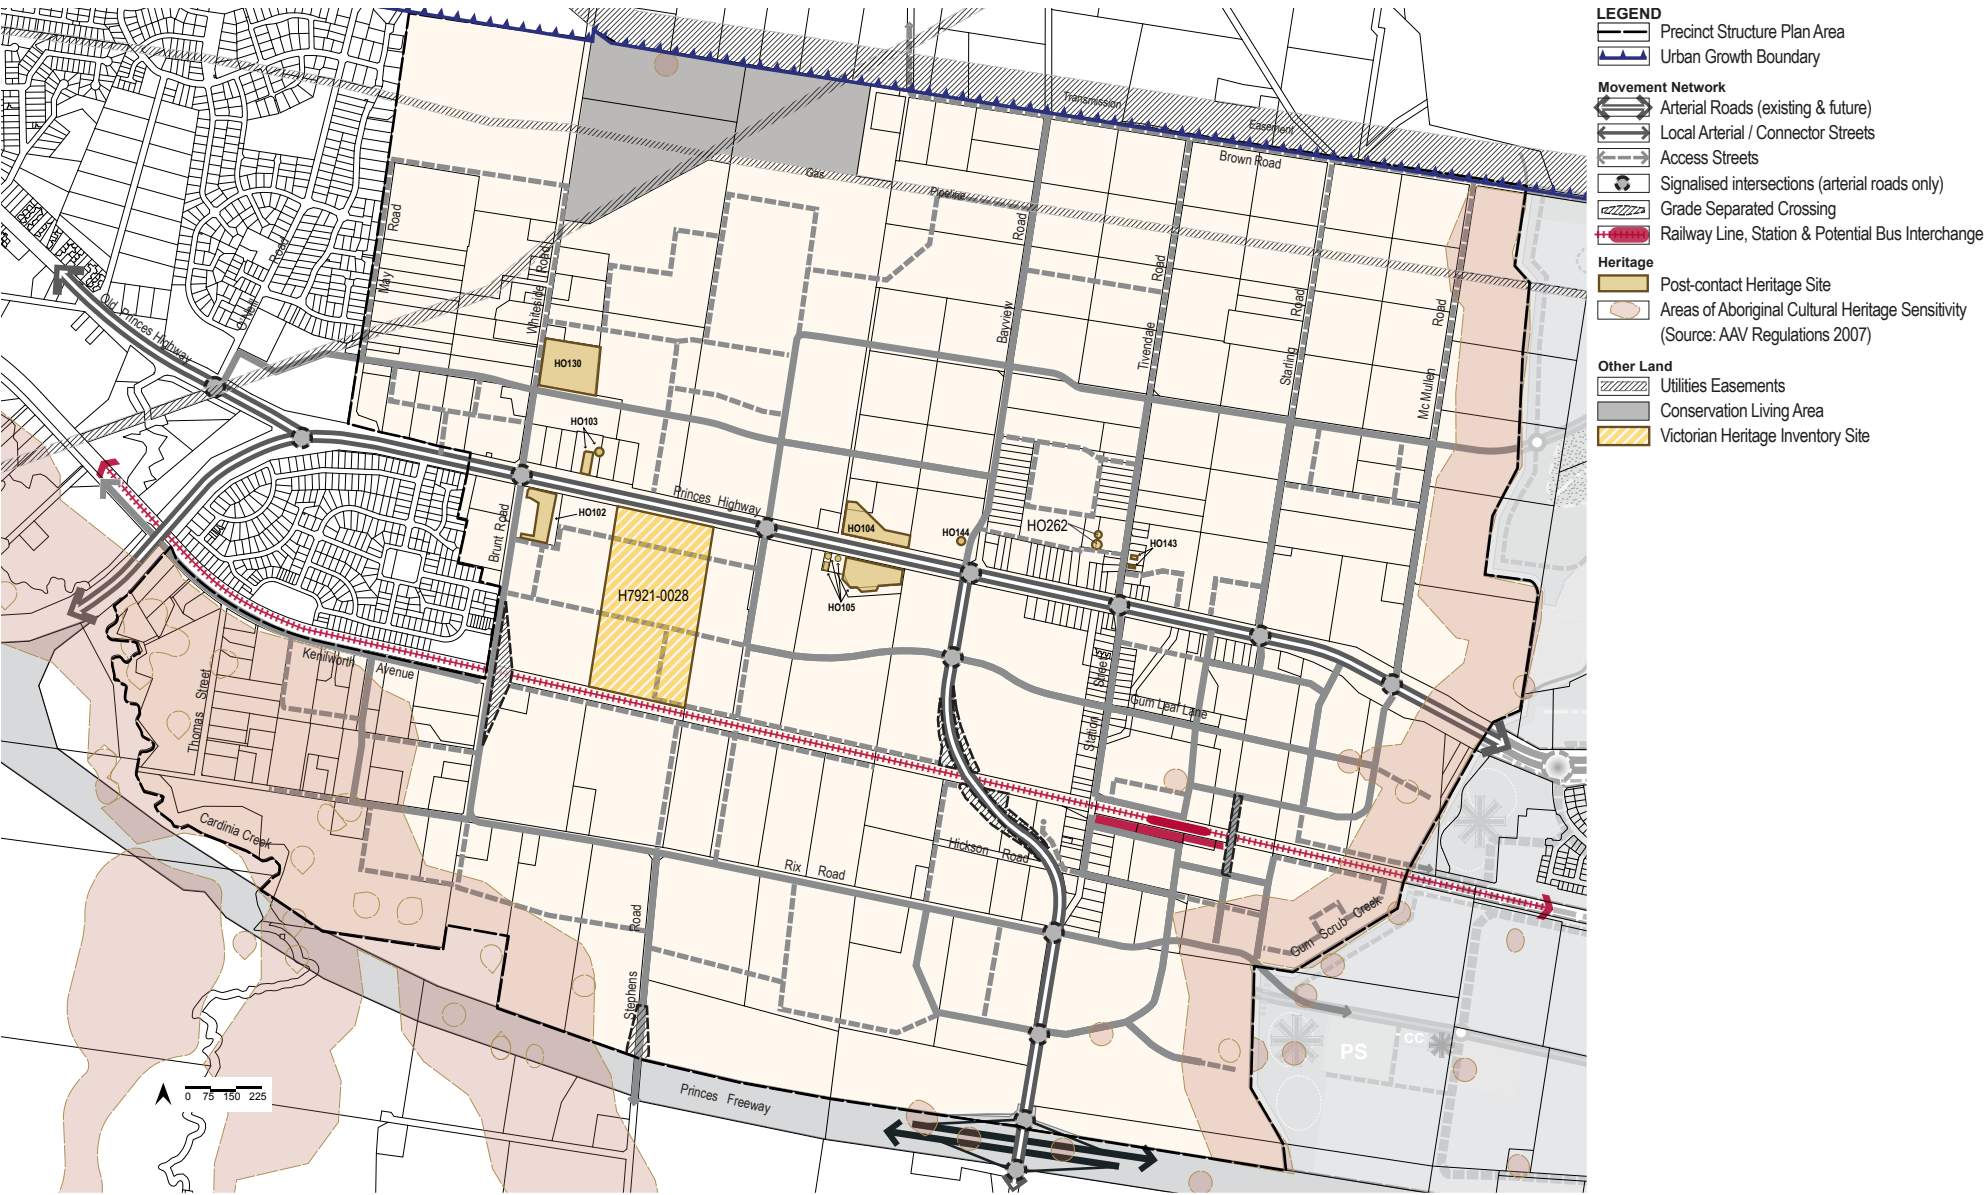 LEGEND
Precinct Structure Plan Area
Urban Growth Boundary
Movement Network
Arterial Roads (existing & future)
Local Arterial / Connector Streets
Access Streets
Signalised intersections (arterial roads only)
Grade Separated Crossing
Railway Line, Station & Potential Bus Interchange
Heritage
Post-contact Heritage Site
Areas of Aboriginal Cultural Heritage Sensitivity
(Source: AAV Regulations 2007)
Other Land
Utilities Easements
Conservation Living Area
Victorian Heritage Inventory Site
Transmission
Easement
Brown Road
Gas
Pipeline
May Road
Whiteside Road
Bayview Road
Tivendale Road
Starling Road
Mc Mullen Road
Road
Old Princes Highway
HO130
HO103
HO102
Princes Highway
HO104
HO144
HO262
HO143
HO105
H7921-0028
Brunt Road
Kenilworth Avenue
Thomas Street
Station Street
Gum Leaf Lane
Cardinia Creek
Hickson Road
Rix Road
Stephens Road
Gum Scrub Creek
Princes Freeway
PS
CC
0 75 150 225